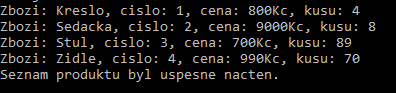 Zbozi: Kreslo, cislo: 1, cena: 800Kc, kusu: 4
Zbozi: Sedacka, cislo: 2, cena: 9000Kc, kusu: 8
Zbozi: Stul, cislo: 3, cena: 700Kc, kusu: 89
Zbozi: Zidle, cislo: 4, cena: 990Kc, kusu: 70
Seznam produktu byl uspesne nacten.